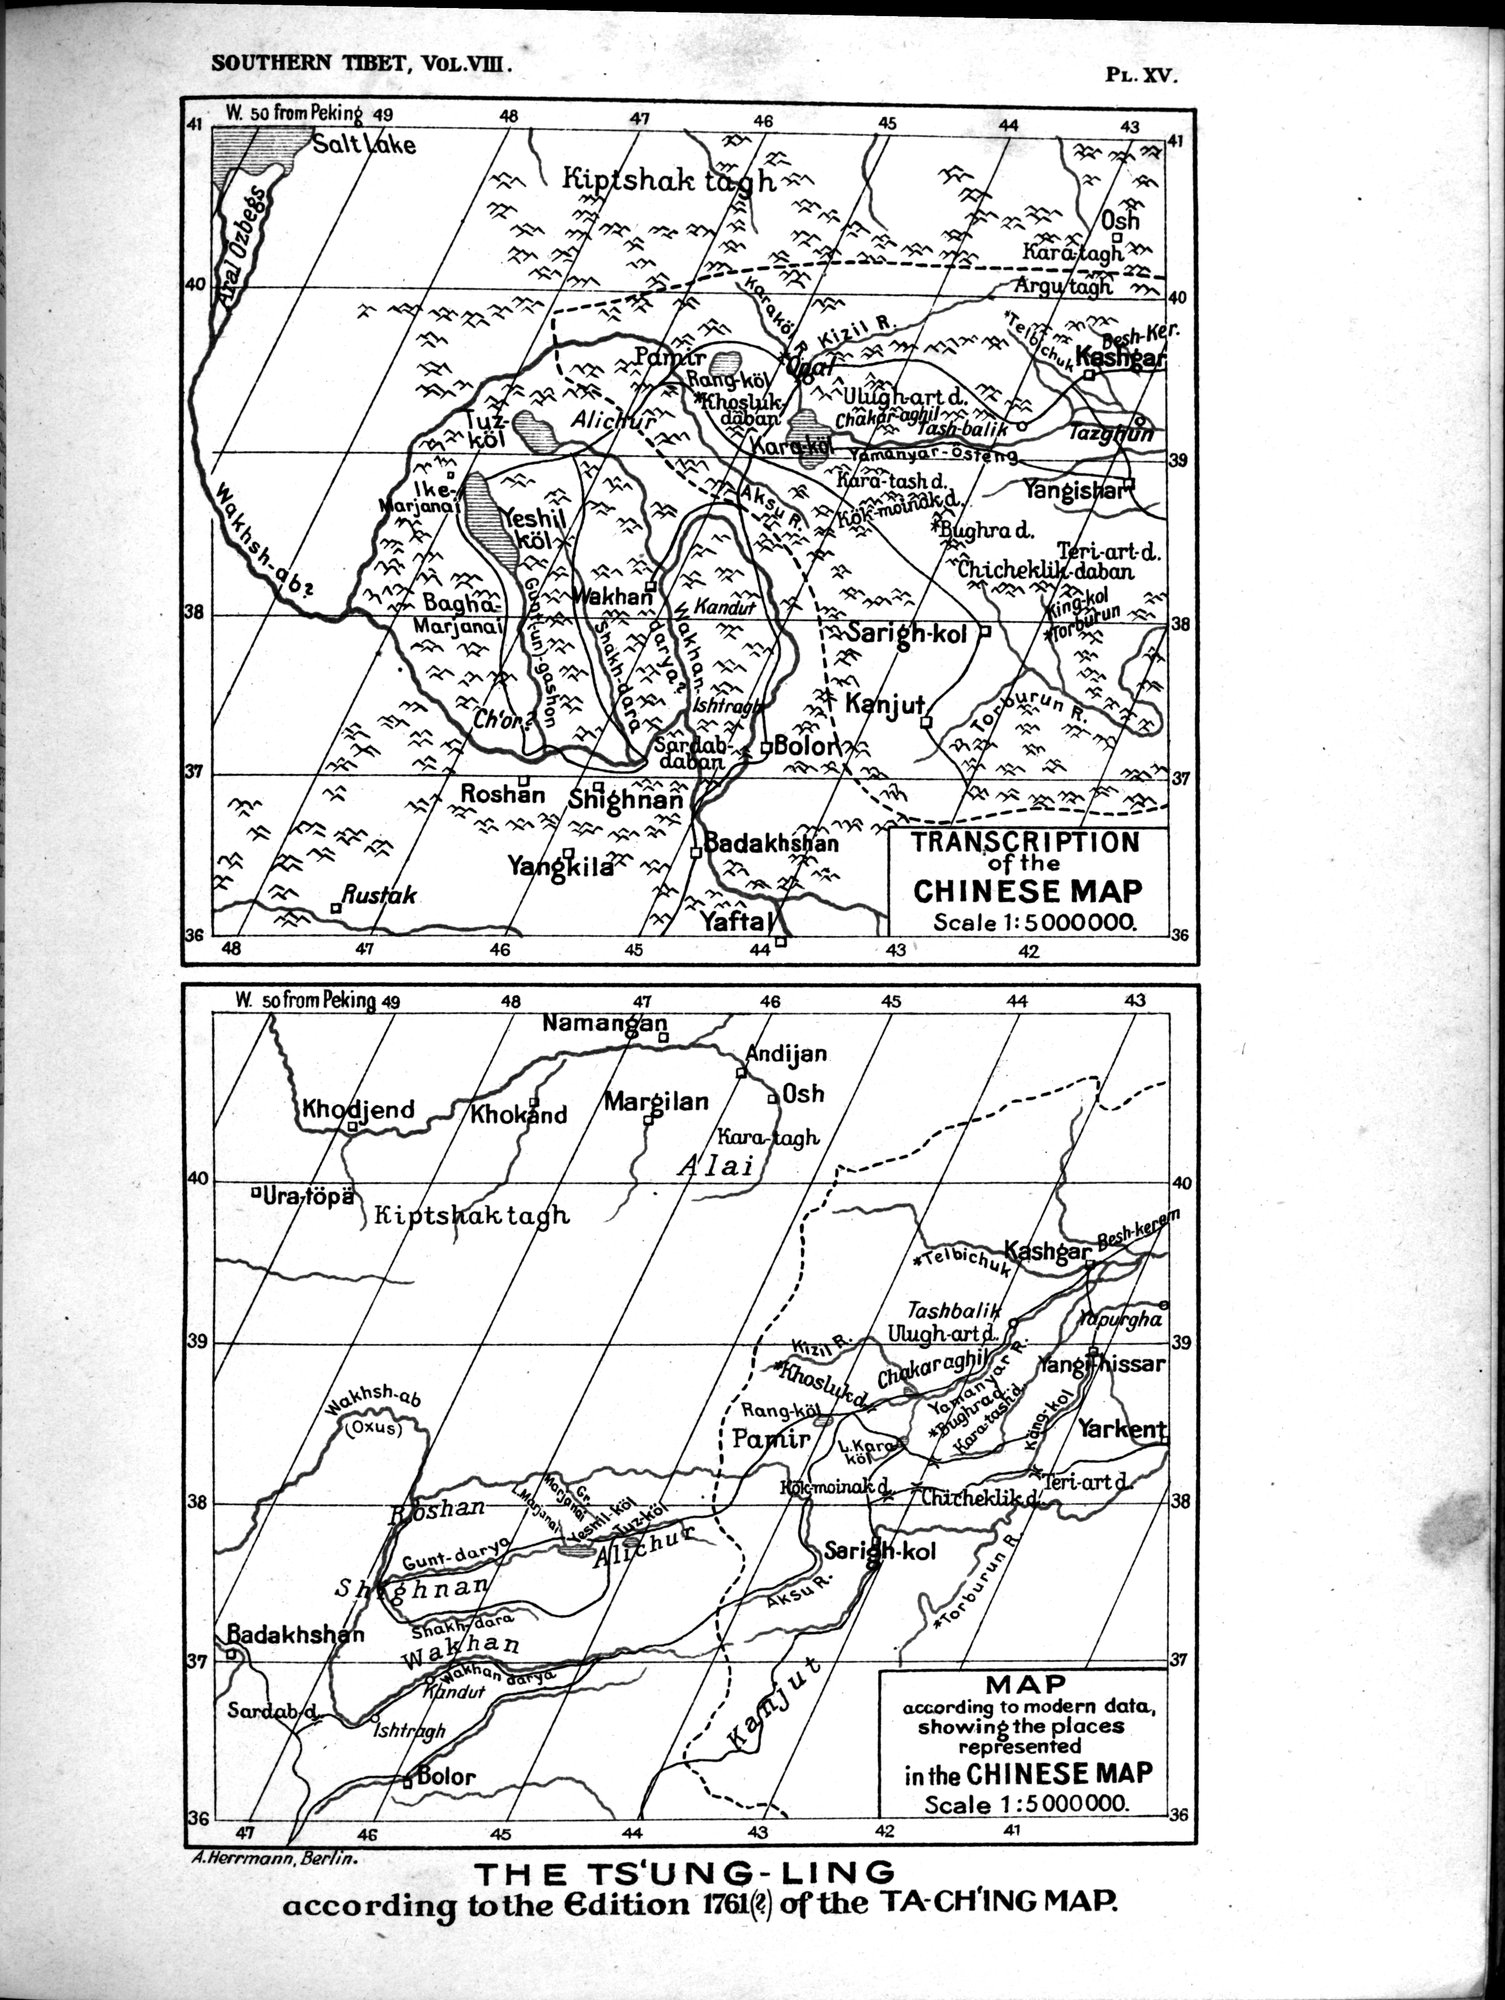 SOUTHERN TIBET, VOL. VIII.
PL. XV.
W. 50 from Peking 49 48 47 46 45 44 43
41 41
Salt Lake
Kiptshak tagh
Aral Ozbegs
Osh
Kara-tagh
40 40
Argu tagh
Karaköl R.
Kizil R.
*Telbichuk
Besh-Ker.
Kashgar
Pamir
Opal
Rang-köl
*Khosluk-
daban
Ulugh-art d.
Chakar aghil
Tash-balik
Tazghun
Tuz-
köl
Alichur
Kara-köl
Yamanyar-Osteng
39
Ike-
Marjanai
Yeshil
köl
Aksu R.
Kara-tash d.
Kök-moinak d.
Yangishar
*Bughra d.
Teri-art-d.
Chicheklik-daban
Wakhsh-ab?
Wakhan
Kandut
King-kol
*Torburun
38 38
Bagha-
Marjanai
Gunt(-un)-gashon
Shakh-dara
Wakhan-
darya?
Sarigh-kol
Ishtragh
Kanjut
Torburun R.
Ch'or?
Sardab-
daban
Bolor
37 37
Roshan
Shighnan
Badakhshan
Yangkila
Rustak
Yaftal
TRANSCRIPTION
of the
CHINESE MAP
Scale 1:5000000.
36 36
48 47 46 45 44 43 42
W. 50 from Peking 49 48 47 46 45 44 43
Namangan
Andijan
Khodjend
Khokand
Margilan
Osh
Kara-tagh
Alai
40 40
Ura-töpä
Kiptshak tagh
Besh-kerem
Kashgar
*Telbichuk
Tashbalik
Ulugh-art d.
Yapurgha
39 39
Kizil R.
*Khosluk d.
Chakar aghil
Yamanyar R.
Yangi-hissar
Wakhsh-ab
(Oxus)
Rang-köl
Pamir
*Bughra d.
Kara-tash d.
Käng-kol
Yarkent
L. Kara
köl
Kök-moinak d.
Chicheklik d.
Teri-art d.
38 38
Roshan
Gr.
Marjanai
L. Marjanai
Jeshil-köl
Tuz-köl
Gunt-darya
Alichur
Sarigh-kol
Shighnan
Aksu R.
*Torburun R.
Shakh-dara
Badakhshan
Wakhan
37 37
Wakhan darya
Kandut
Sardab-d.
Ishtragh
Kanjut
Bolor
MAP
according to modern data,
showing the places
represented
in the CHINESE MAP
Scale 1:5000000.
36 36
47 46 45 44 43 42 41
A. Herrmann, Berlin.
THE TS'UNG-LING
according to the Edition 1761(?) of the TA-CH'ING MAP.